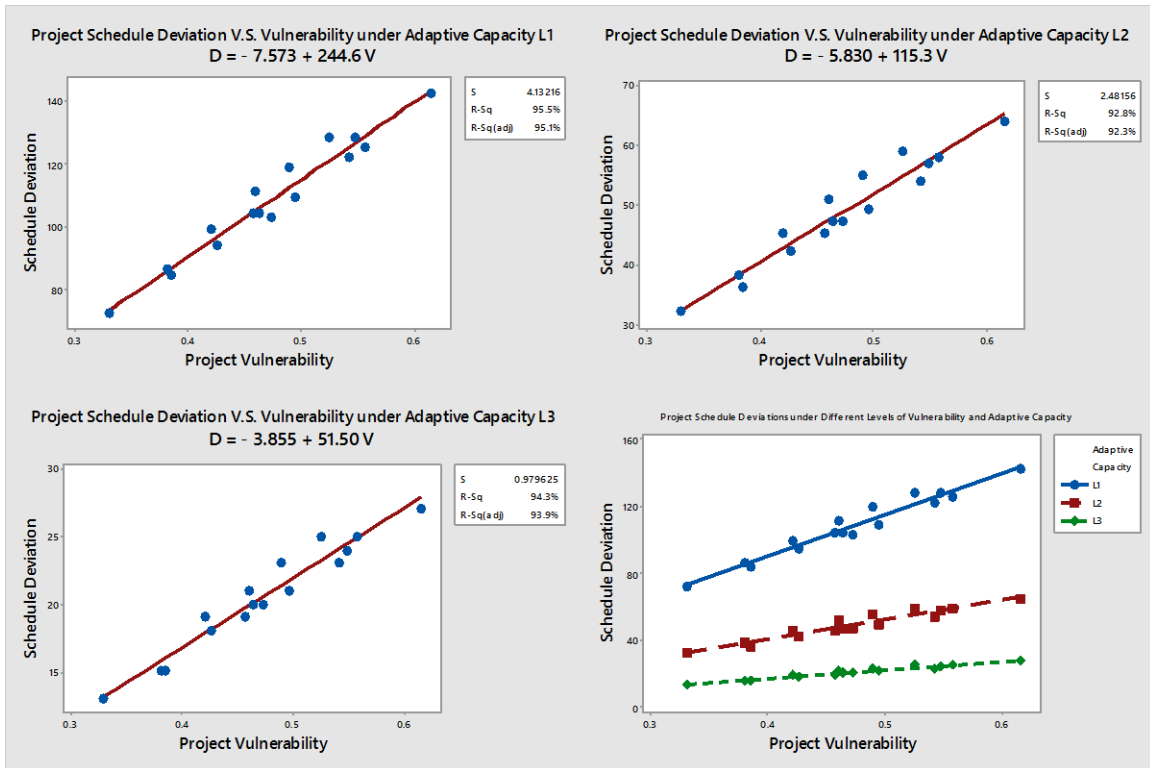 Project Schedule Deviation V.S. Vulnerability under Adaptive Capacity L1
D = - 7.573 + 244.6 V
S 4.13216
R-Sq 95.5%
R-Sq(adj) 95.1%
140
120
100
80
0.3 0.4 0.5 0.6
Schedule Deviation
Project Vulnerability
Project Schedule Deviation V.S. Vulnerability under Adaptive Capacity L2
D = - 5.830 + 115.3 V
S 2.48156
R-Sq 92.8%
R-Sq(adj) 92.3%
70
60
50
40
30
0.3 0.4 0.5 0.6
Schedule Deviation
Project Vulnerability
Project Schedule Deviation V.S. Vulnerability under Adaptive Capacity L3
D = - 3.855 + 51.50 V
S 0.979625
R-Sq 94.3%
R-Sq(adj) 93.9%
30
25
20
15
0.3 0.4 0.5 0.6
Schedule Deviation
Project Vulnerability
Project Schedule Deviations under Different Levels of Vulnerability and Adaptive Capacity
Adaptive
Capacity
L1
L2
L3
160
120
80
40
0
0.3 0.4 0.5 0.6
Schedule Deviation
Project Vulnerability